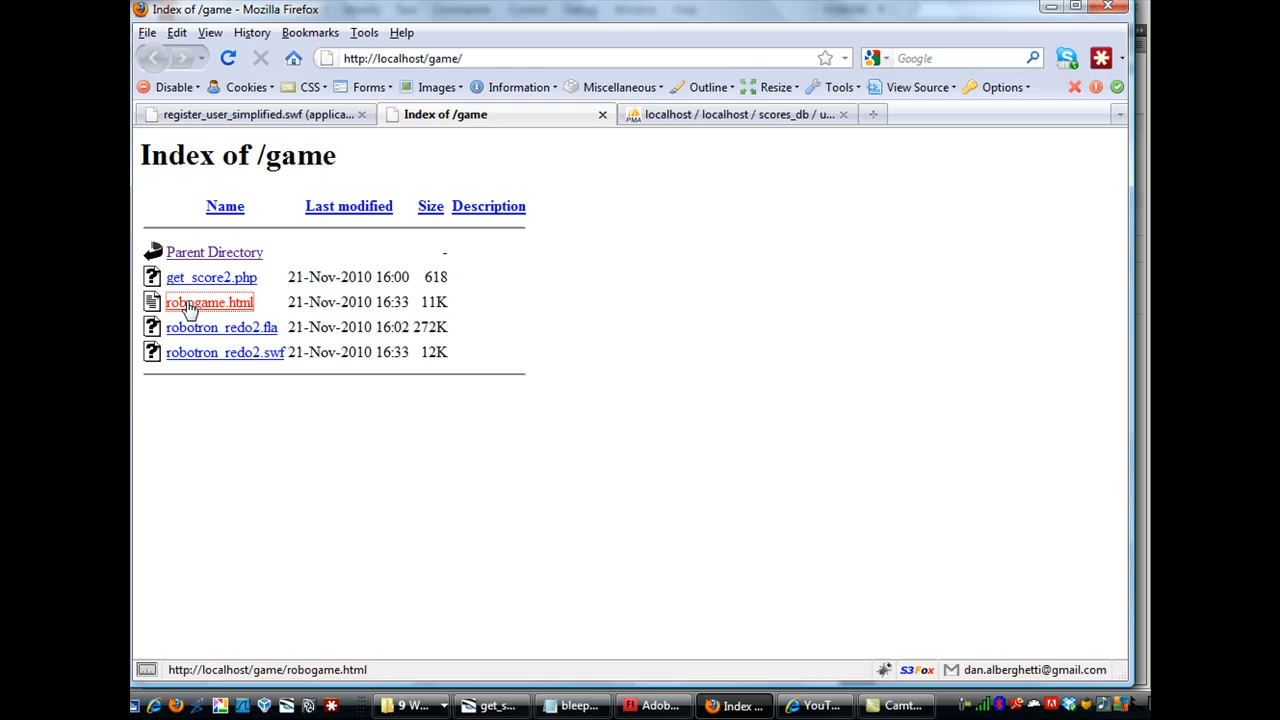 Index of /game - Mozilla Firefox
File Edit View History Bookmarks Tools Help
http://localhost/game/
Google
Disable Cookies CSS Forms Images Information Miscellaneous Outline Resize Tools View Source Options
register_user_simplified.swf (applica... Index of /game localhost / localhost / scores_db / u...
Index of /game
Name Last modified Size Description
Parent Directory -
get_score2.php 21-Nov-2010 16:00 618
robogame.html 21-Nov-2010 16:33 11K
robotron_redo2.fla 21-Nov-2010 16:02 272K
robotron_redo2.swf 21-Nov-2010 16:33 12K
http://localhost/game/robogame.html
S3Fox dan.alberghetti@gmail.com
9 W... get_s... bleep... Adob... Index ... YouT... Camt...